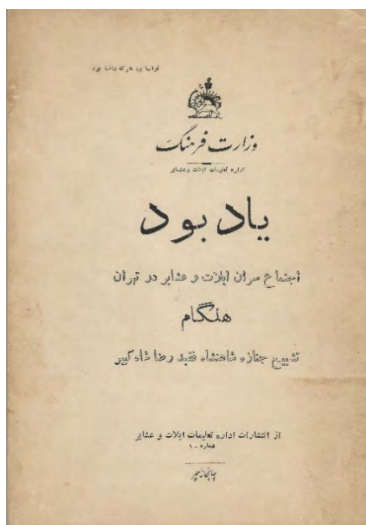 توانا بود هر که دانا بود
وزارت فرهنگ
اداره تعلیمات ایلات و عشایر
یاد بود
اجتماع سران ایلات و عشایر در تهران
هنگام
تشییع جنازه شاهنشاه فقید رضا شاه کبیر
از انتشارات اداره تعلیمات ایلات و عشایر
شماره - ۱
چاپخانه